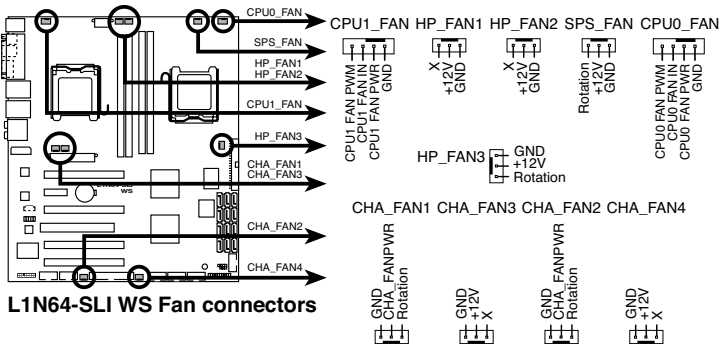 CPU0_FAN
SPS_FAN
HP_FAN1
HP_FAN2
CPU1_FAN
HP_FAN3
CHA_FAN1
CHA_FAN3
CHA_FAN2
CHA_FAN4
L1N64-SLI
WS
L1N64-SLI WS Fan connectors
CPU1_FAN HP_FAN1 HP_FAN2 SPS_FAN CPU0_FAN
CPU1 FAN PWM
CPU1 FAN IN
CPU1 FAN PWR
GND
X
+12V
GND
X
+12V
GND
Rotation
+12V
GND
CPU0 FAN PWM
CPU0 FAN IN
CPU0 FAN PWR
GND
HP_FAN3
GND
+12V
Rotation
CHA_FAN1 CHA_FAN3 CHA_FAN2 CHA_FAN4
GND
CHA_FANPWR
Rotation
GND
+12V
X
GND
CHA_FANPWR
Rotation
GND
+12V
X